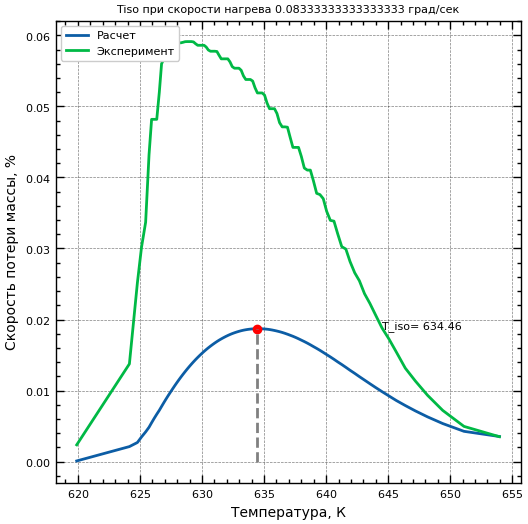 Tiso при скорости нагрева 0.08333333333333333 град/сек
Расчет
Эксперимент
Скорость потери массы, %
0.06
0.05
0.04
0.03
0.02
0.01
0.00
T_iso= 634.46
620 625 630 635 640 645 650 655
Температура, К